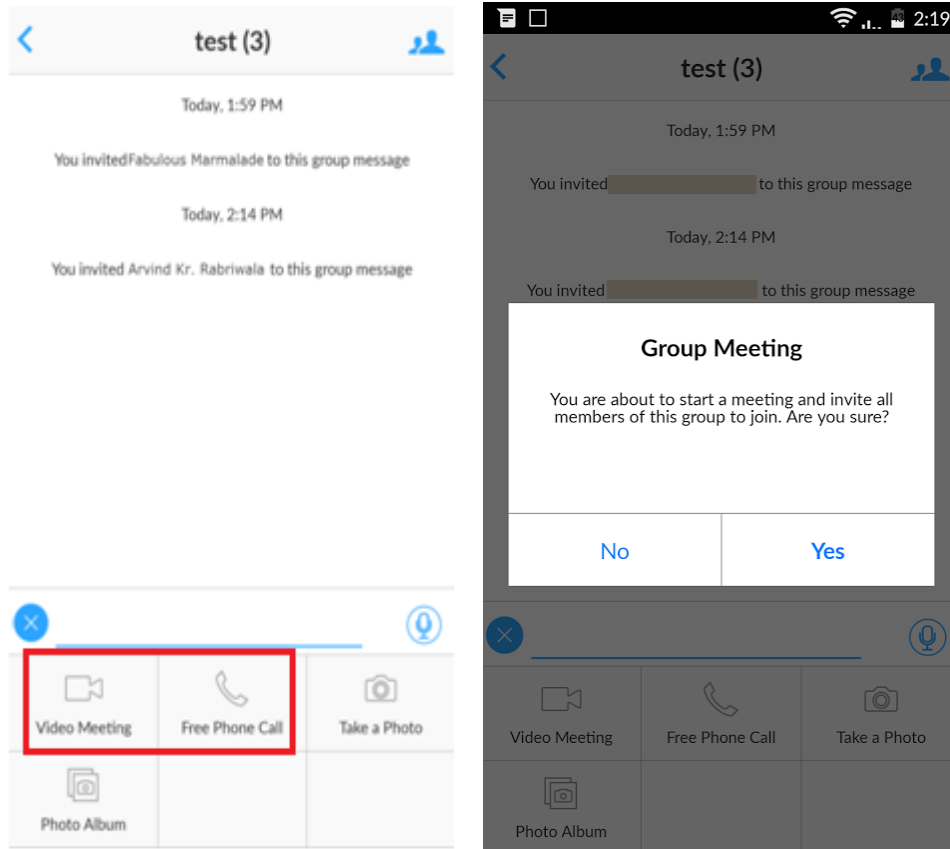 test (3)
Today, 1:59 PM
You invitedFabulous Marmalade to this group message
Today, 2:14 PM
You invited Arvind Kr. Rabriwala to this group message
Video Meeting
Free Phone Call
Take a Photo
Photo Album
2:19
test (3)
Today, 1:59 PM
You invited to this group message
Today, 2:14 PM
You invited to this group message
Group Meeting
You are about to start a meeting and invite all
members of this group to join. Are you sure?
No
Yes
Video Meeting
Free Phone Call
Take a Photo
Photo Album